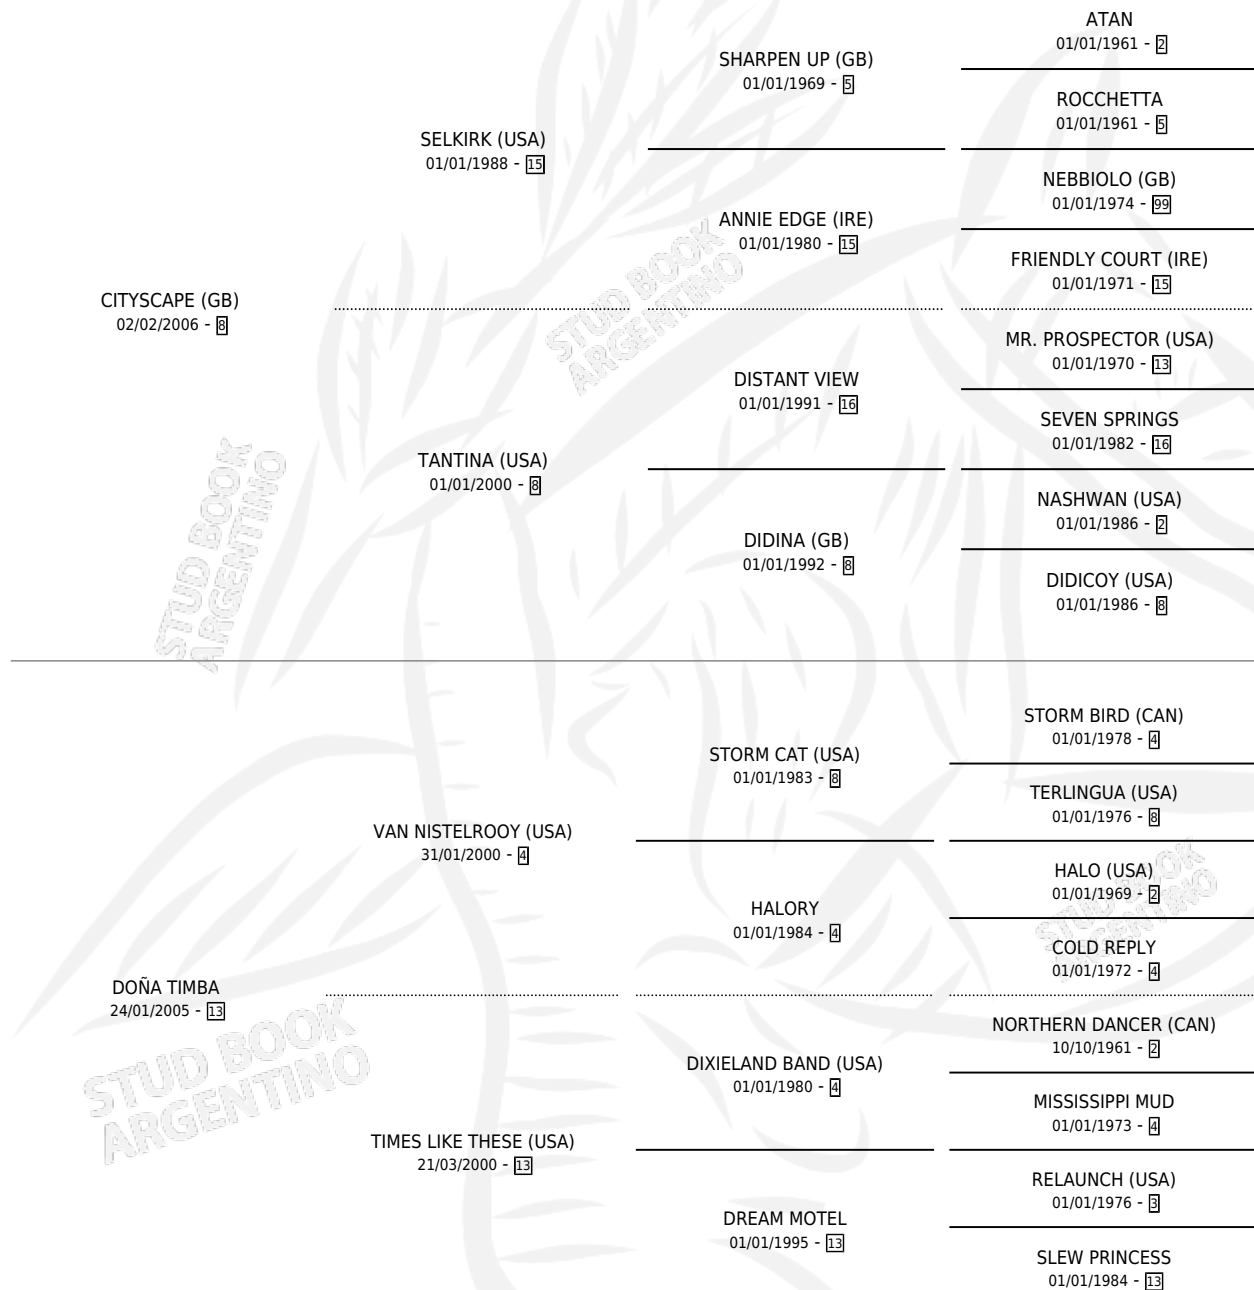 ATAN
01/01/1961 - 2
SHARPEN UP (GB)
01/01/1969 - 5
ROCCHETTA
01/01/1961 - 5
SELKIRK (USA)
01/01/1988 - 15
NEBBIOLO (GB)
01/01/1974 - 99
ANNIE EDGE (IRE)
01/01/1980 - 15
FRIENDLY COURT (IRE)
01/01/1971 - 15
CITYSCAPE (GB)
02/02/2006 - 8
MR. PROSPECTOR (USA)
01/01/1970 - 13
DISTANT VIEW
01/01/1991 - 16
SEVEN SPRINGS
01/01/1982 - 16
TANTINA (USA)
01/01/2000 - 8
NASHWAN (USA)
01/01/1986 - 2
DIDINA (GB)
01/01/1992 - 8
DIDICOY (USA)
01/01/1986 - 8
STORM BIRD (CAN)
01/01/1978 - 4
STORM CAT (USA)
01/01/1983 - 8
TERLINGUA (USA)
01/01/1976 - 8
VAN NISTELROOY (USA)
31/01/2000 - 4
HALO (USA)
01/01/1969 - 2
HALORY
01/01/1984 - 4
COLD REPLY
01/01/1972 - 4
DOÑA TIMBA
24/01/2005 - 13
NORTHERN DANCER (CAN)
10/10/1961 - 2
DIXIELAND BAND (USA)
01/01/1980 - 4
MISSISSIPPI MUD
01/01/1973 - 4
TIMES LIKE THESE (USA)
21/03/2000 - 13
RELAUNCH (USA)
01/01/1976 - 3
DREAM MOTEL
01/01/1995 - 13
SLEW PRINCESS
01/01/1984 - 13
STUD BOOK
ARGENTINO
STUD BOOK
ARGENTINO
STUD BOOK
ARGENTINO
STUD BOOK
ARGENTINO